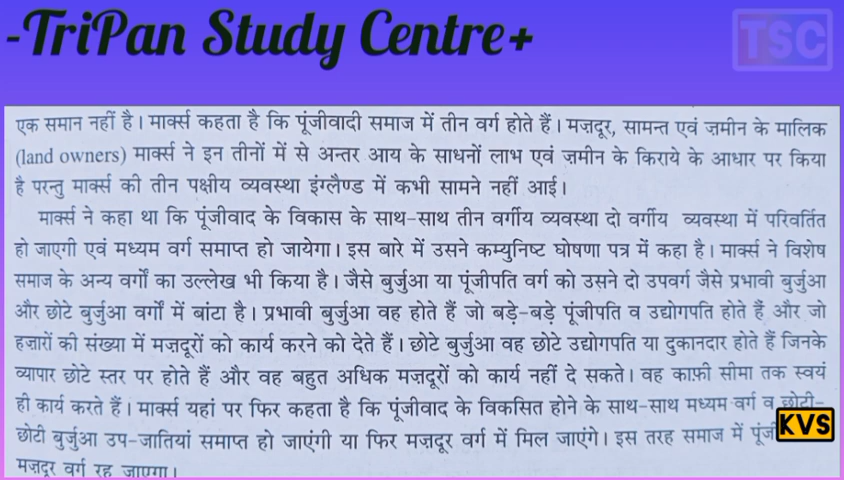 -TriPan Study Centre+
TSC
एक समान नहीं है। मार्क्स कहता है कि पूंजीवादी समाज में तीन वर्ग होते हैं। मज़दूर, सामन्त एवं ज़मीन के मालिक
(land owners) मार्क्स ने इन तीनों में से अन्तर आय के साधनों लाभ एवं ज़मीन के किराये के आधार पर किया
है परन्तु मार्क्स की तीन पक्षीय व्यवस्था इंग्लैण्ड में कभी सामने नहीं आई।
मार्क्स ने कहा था कि पूंजीवाद के विकास के साथ-साथ तीन वर्गीय व्यवस्था दो वर्गीय व्यवस्था में परिवर्तित
हो जाएगी एवं मध्यम वर्ग समाप्त हो जायेगा। इस बारे में उसने कम्युनिष्ट घोषणा पत्र में कहा है। मार्क्स ने विशेष
समाज के अन्य वर्गों का उल्लेख भी किया है। जैसे बुर्जुआ या पूंजीपति वर्ग को उसने दो उपवर्ग जैसे प्रभावी बुर्जुआ
और छोटे बुर्जुआ वर्गों में बांटा है। प्रभावी बुर्जुआ वह होते हैं जो बड़े-बड़े पूंजीपति व उद्योगपति होते हैं और जो
हज़ारों की संख्या में मज़दूरों को कार्य करने को देते हैं। छोटे बुर्जुआ वह छोटे उद्योगपति या दुकानदार होते हैं जिनके
व्यापार छोटे स्तर पर होते हैं और वह बहुत अधिक मज़दूरों को कार्य नहीं दे सकते। वह काफ़ी सीमा तक स्वयं
ही कार्य करते हैं। मार्क्स यहां पर फिर कहता है कि पूंजीवाद के विकसित होने के साथ-साथ मध्यम वर्ग व छोटी-
छोटी बुर्जुआ उप-जातियां समाप्त हो जाएंगी या फिर मज़दूर वर्ग में मिल जाएंगे। इस तरह समाज में
KVS
मज़दूर वर्ग रह जाएगा।